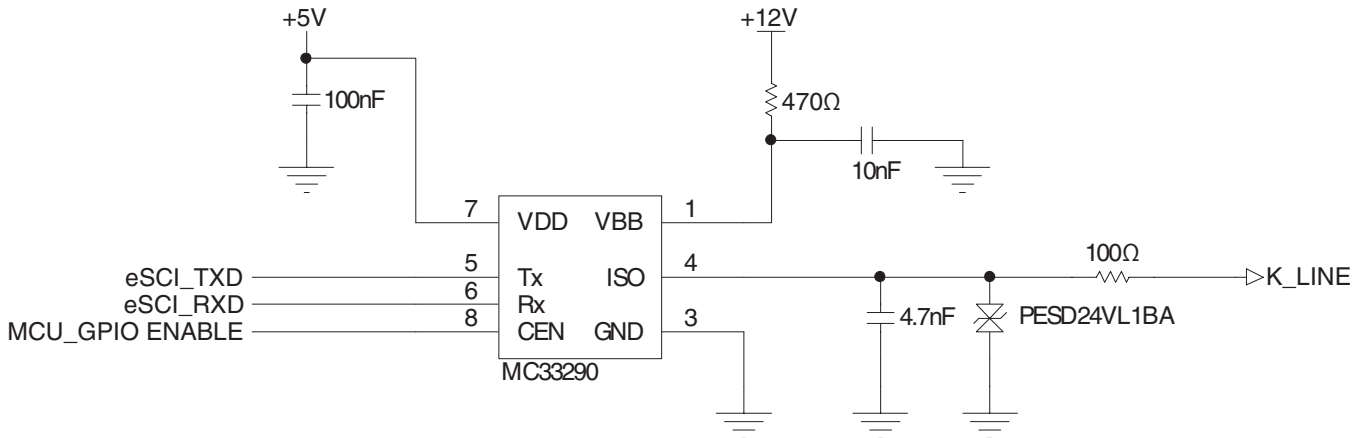 +5V
+12V
100nF
470Ω
10nF
7
VDD
VBB
1
eSCI_TXD
5
Tx
ISO
4
100Ω
K_LINE
eSCI_RXD
6
Rx
MCU_GPIO ENABLE
8
CEN
GND
3
4.7nF
PESD24VL1BA
MC33290